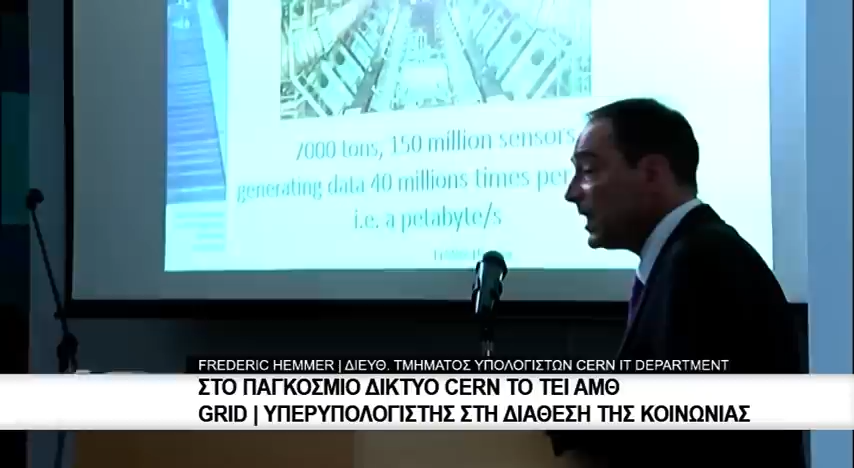 7000 tons, 150 million sensors
generating data 40 millions times per
i.e. a petabyte/s
FREDERIC HEMMER | ΔΙΕΥΘ. ΤΜΗΜΑΤΟΣ ΥΠΟΛΟΓΙΣΤΩΝ CERN IT DEPARTMENT
ΣΤΟ ΠΑΓΚΟΣΜΙΟ ΔΙΚΤΥΟ CERN ΤΟ ΤΕΙ ΑΜΘ
GRID | ΥΠΕΡΥΠΟΛΟΓΙΣΤΗΣ ΣΤΗ ΔΙΑΘΕΣΗ ΤΗΣ ΚΟΙΝΩΝΙΑΣ